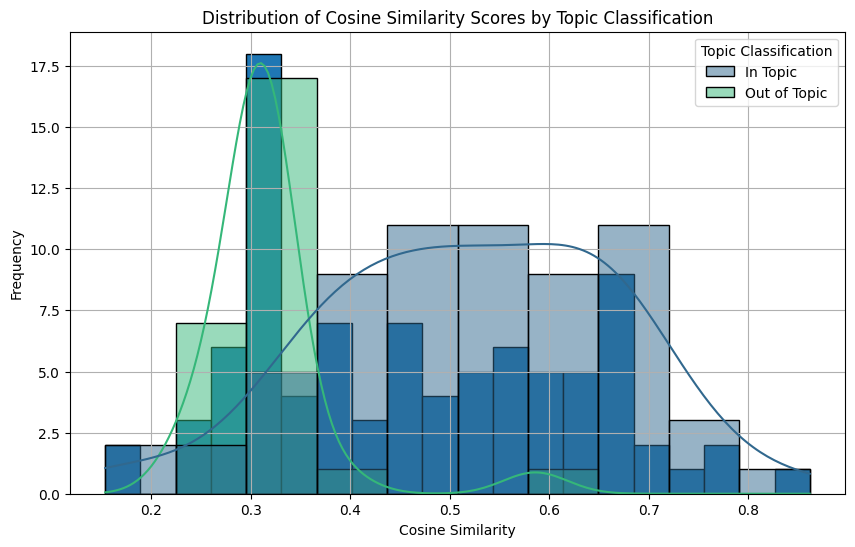 Distribution of Cosine Similarity Scores by Topic Classification
Topic Classification
In Topic
Out of Topic
Frequency
17.5
15.0
12.5
10.0
7.5
5.0
2.5
0.0
0.2 0.3 0.4 0.5 0.6 0.7 0.8
Cosine Similarity